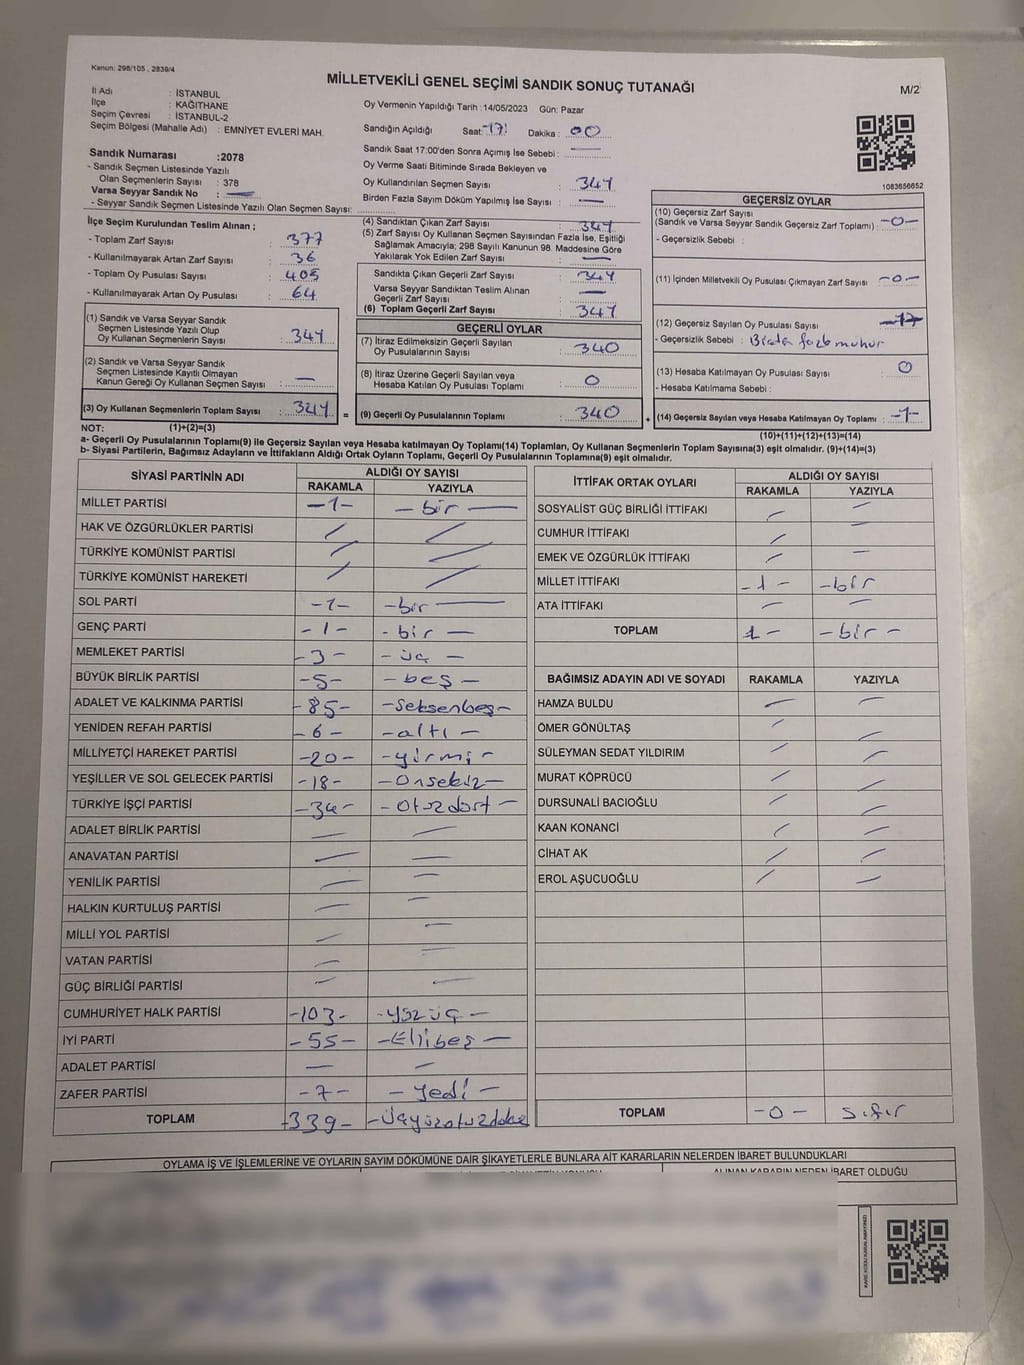 Kanun: 298/105 , 2839/4
MİLLETVEKİLİ GENEL SEÇİMİ SANDIK SONUÇ TUTANAĞI
M/2
İl Adı : İSTANBUL
İlçe : KAĞITHANE
Seçim Çevresi : İSTANBUL-2
Seçim Bölgesi (Mahalle Adı) : EMNİYET EVLERİ MAH.
Sandık Numarası :2078
- Sandık Seçmen Listesinde Yazılı
Olan Seçmenlerin Sayısı : 378
Varsa Seyyar Sandık No : —
- Seyyar Sandık Seçmen Listesinde Yazılı Olan Seçmen Sayısı:
Oy Vermenin Yapıldığı Tarih :14/05/2023 Gün: Pazar
Sandığın Açıldığı Saat: -17: Dakika : 00
Sandık Saat 17:00'den Sonra Açımış İse Sebebi : —
Oy Verme Saati Bitiminde Sırada Bekleyen ve
Oy Kullandırılan Seçmen Sayısı : 341
Birden Fazla Sayım Döküm Yapılmış İse Sayısı : —
1083656652
İlçe Seçim Kurulundan Teslim Alınan ;
- Toplam Zarf Sayısı : 377
- Kullanılmayarak Artan Zarf Sayısı : 36
- Toplam Oy Pusulası Sayısı : 405
- Kullanılmayarak Artan Oy Pusulası : 64
(1) Sandık ve Varsa Seyyar Sandık
Seçmen Listesinde Yazılı Olup
Oy Kullanan Seçmenlerin Sayısı : 341
(2) Sandık ve Varsa Seyyar Sandık
Seçmen Listesinde Kayıtlı Olmayan
Kanun Gereği Oy Kullanan Seçmen Sayısı : —
(3) Oy Kullanan Seçmenlerin Toplam Sayısı : 341
(4) Sandıktan Çıkan Zarf Sayısı : 341
(5) Zarf Sayısı Oy Kullanan Seçmen Sayısından Fazla İse, Eşitliği
Sağlamak Amacıyla; 298 Sayılı Kanunun 98. Maddesine Göre
Yakılarak Yok Edilen Zarf Sayısı : —
Sandıkta Çıkan Geçerli Zarf Sayısı : 341
Varsa Seyyar Sandıktan Teslim Alınan
Geçerli Zarf Sayısı : —
(6) Toplam Geçerli Zarf Sayısı : 341
GEÇERLİ OYLAR
(7) İtiraz Edilmeksizin Geçerli Sayılan
Oy Pusulalarının Sayısı : 340
(8) İtiraz Üzerine Geçerli Sayılan veya
Hesaba Katılan Oy Pusulası Toplamı : 0
= (9) Geçerli Oy Pusulalarının Toplamı : 340 +
GEÇERSİZ OYLAR
(10) Geçersiz Zarf Sayısı
(Sandık ve Varsa Seyyar Sandık Geçersiz Zarf Toplamı) : -0-
- Geçersizlik Sebebi :
(11) İçinden Milletvekili Oy Pusulası Çıkmayan Zarf Sayısı : -0-
(12) Geçersiz Sayılan Oy Pusulası Sayısı :
- Geçersizlik Sebebi : Birden fazla mühür
(13) Hesaba Katılmayan Oy Pusulası Sayısı : 0
- Hesaba Katılmama Sebebi :
(14) Geçersiz Sayılan veya Hesaba Katılmayan Oy Toplamı : -1-
(10)+(11)+(12)+(13)=(14)
NOT: (1)+(2)=(3)
a- Geçerli Oy Pusulalarının Toplamı(9) ile Geçersiz Sayılan veya Hesaba katılmayan Oy Toplamı(14) Toplamları, Oy Kullanan Seçmenlerin Toplam Sayısına(3) eşit olmalıdır. (9)+(14)=(3)
b- Siyasi Partilerin, Bağımsız Adayların ve İttifakların Aldığı Ortak Oyların Toplamı, Geçerli Oy Pusulalarının Toplamına(9) eşit olmalıdır.
SİYASİ PARTİNİN ADI ALDIĞI OY SAYISI
RAKAMLA YAZIYLA
MİLLET PARTİSİ -1- - bir -
HAK VE ÖZGÜRLÜKLER PARTİSİ
TÜRKİYE KOMÜNİST PARTİSİ
TÜRKİYE KOMÜNİST HAREKETİ
SOL PARTİ -1- -bir-
GENÇ PARTİ -1- - bir -
MEMLEKET PARTİSİ -3- - üç -
BÜYÜK BİRLİK PARTİSİ -5- - beş -
ADALET VE KALKINMA PARTİSİ -85- -seksenbeş-
YENİDEN REFAH PARTİSİ -6- -altı-
MİLLİYETÇİ HAREKET PARTİSİ -20- -yirmi-
YEŞİLLER VE SOL GELECEK PARTİSİ -18- -Onsekiz-
TÜRKİYE İŞÇİ PARTİSİ -34- -Otuzdört-
ADALET BİRLİK PARTİSİ
ANAVATAN PARTİSİ
YENİLİK PARTİSİ
HALKIN KURTULUŞ PARTİSİ
MİLLİ YOL PARTİSİ
VATAN PARTİSİ
GÜÇ BİRLİĞİ PARTİSİ
CUMHURİYET HALK PARTİSİ -103- -yüzüç-
İYİ PARTİ -55- -Ellibeş-
ADALET PARTİSİ
ZAFER PARTİSİ -7- - yedi -
TOPLAM -339- -Üçyüzotuzdokuz
İTTİFAK ORTAK OYLARI ALDIĞI OY SAYISI
RAKAMLA YAZIYLA
SOSYALİST GÜÇ BİRLİĞİ İTTİFAKI
CUMHUR İTTİFAKI
EMEK VE ÖZGÜRLÜK İTTİFAKI
MİLLET İTTİFAKI -1- -bir
ATA İTTİFAKI
TOPLAM 1- -bir-
BAĞIMSIZ ADAYIN ADI VE SOYADI RAKAMLA YAZIYLA
HAMZA BULDU
ÖMER GÖNÜLTAŞ
SÜLEYMAN SEDAT YILDIRIM
MURAT KÖPRÜCÜ
DURSUNALİ BACIOĞLU
KAAN KONANCİ
CİHAT AK
EROL AŞUCUOĞLU
TOPLAM -0- sıfır
OYLAMA İŞ VE İŞLEMLERİNE VE OYLARIN SAYIM DÖKÜMÜNE DAİR ŞİKAYETLERLE BUNLARA AİT KARARLARIN NELERDEN İBARET BULUNDUKLARI
ALINAN KARARIN NEDEN İBARET OLDUĞU